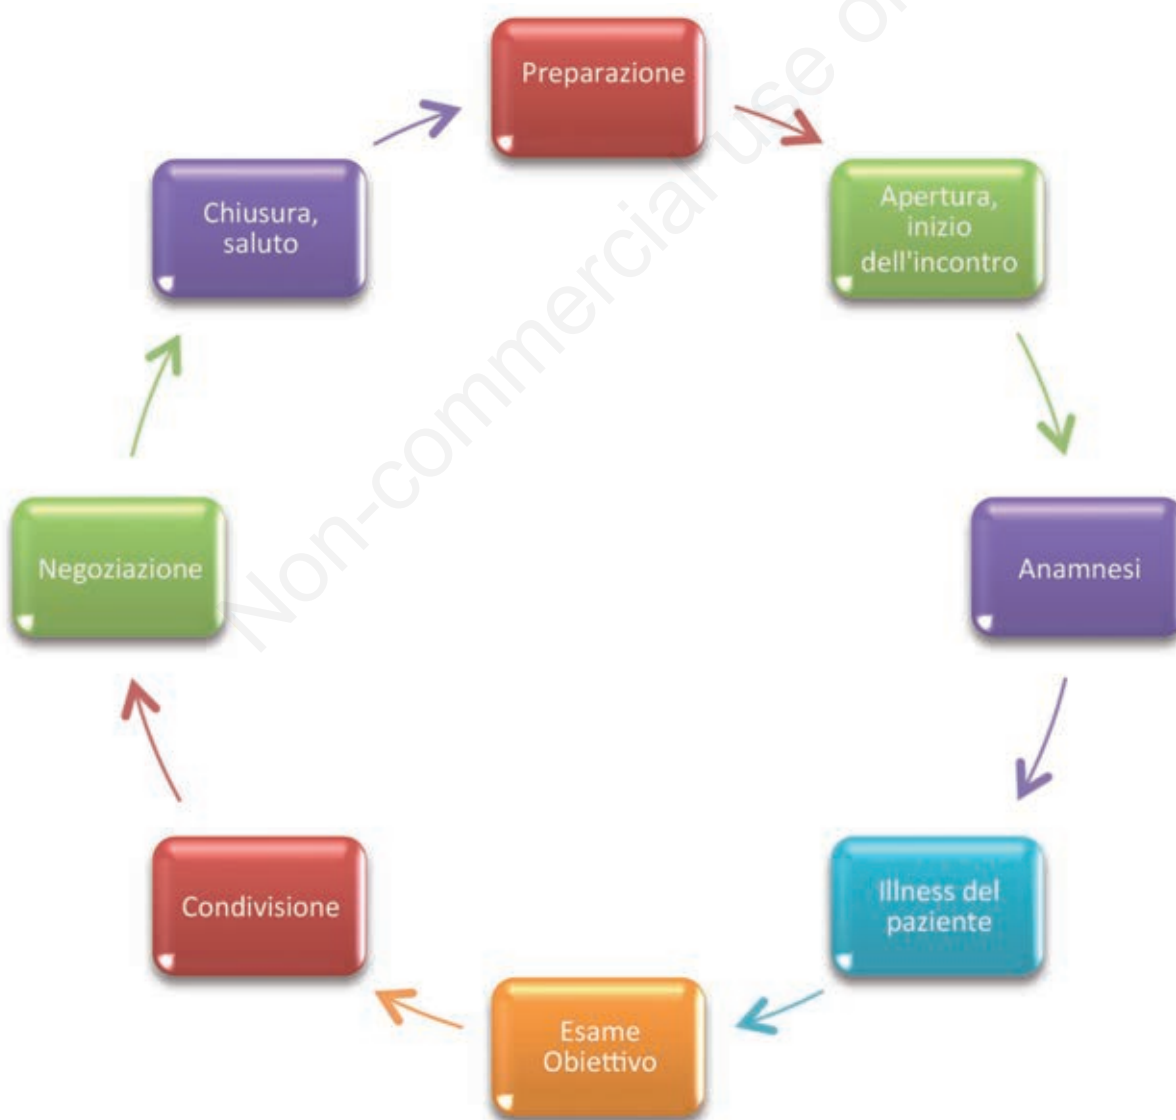 Preparazione
Apertura,
inizio
dell'incontro
Anamnesi
Illness del
paziente
Esame
Obiettivo
Condivisione
Negoziazione
Chiusura,
saluto
Non-commercial use